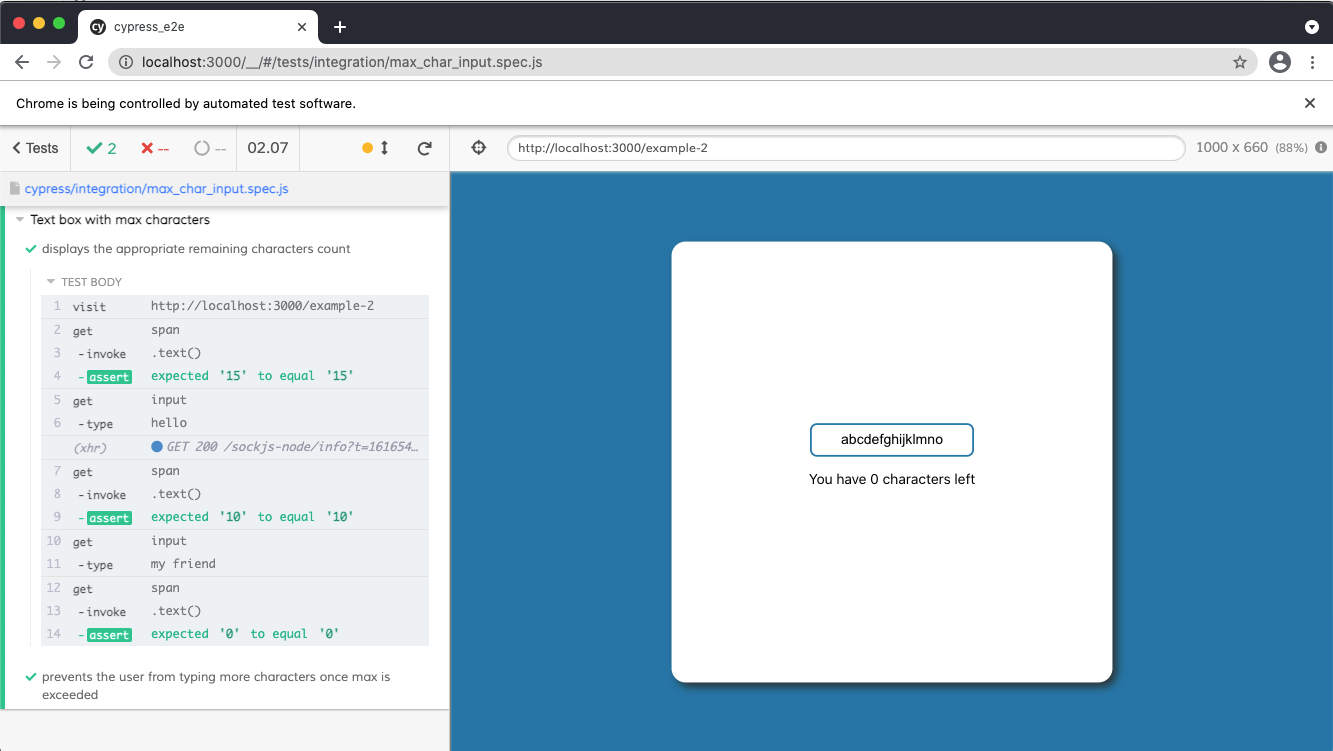 cy cypress_e2e
localhost:3000/__/#/tests/integration/max_char_input.spec.js
Chrome is being controlled by automated test software.
Tests 2 -- -- 02.07
http://localhost:3000/example-2 1000 x 660 (88%)
cypress/integration/max_char_input.spec.js
Text box with max characters
displays the appropriate remaining characters count
TEST BODY
1 visit http://localhost:3000/example-2
2 get span
3 -invoke .text()
4 -assert expected '15' to equal '15'
5 get input
6 -type hello
(xhr) GET 200 /sockjs-node/info?t=161654…
7 get span
8 -invoke .text()
9 -assert expected '10' to equal '10'
10 get input
11 -type my friend
12 get span
13 -invoke .text()
14 -assert expected '0' to equal '0'
prevents the user from typing more characters once max is
exceeded
abcdefghijklmno
You have 0 characters left